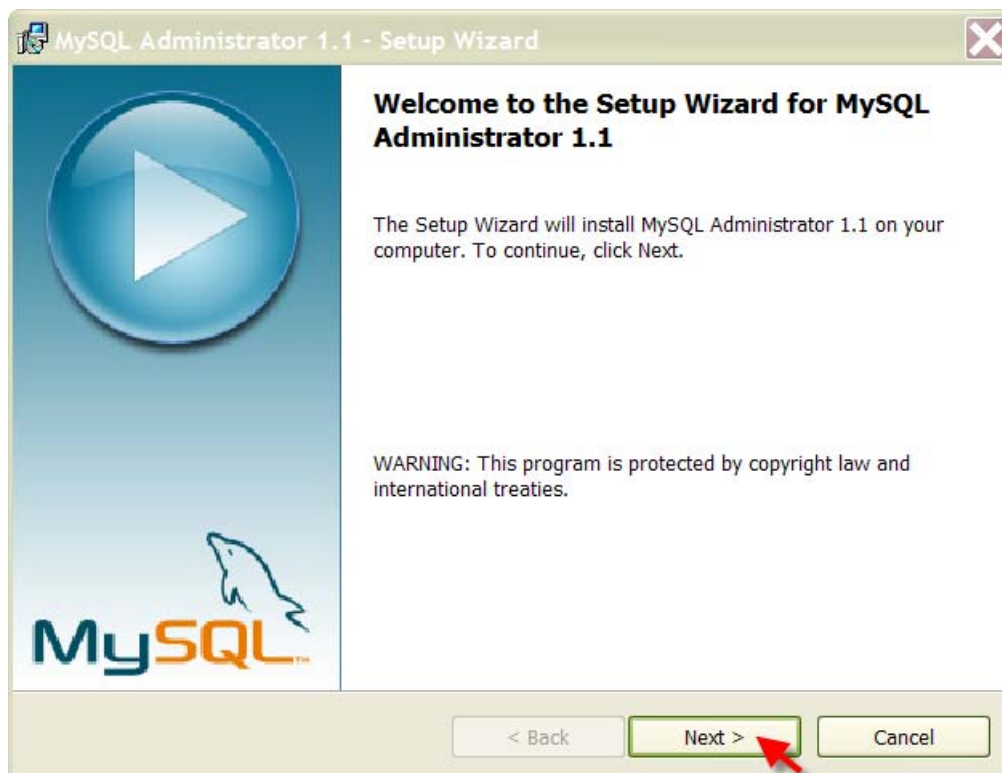 MySQL Administrator 1.1 - Setup Wizard
Welcome to the Setup Wizard for MySQL
Administrator 1.1
The Setup Wizard will install MySQL Administrator 1.1 on your
computer. To continue, click Next.
WARNING: This program is protected by copyright law and
international treaties.
MySQL™
< Back
Next >
Cancel